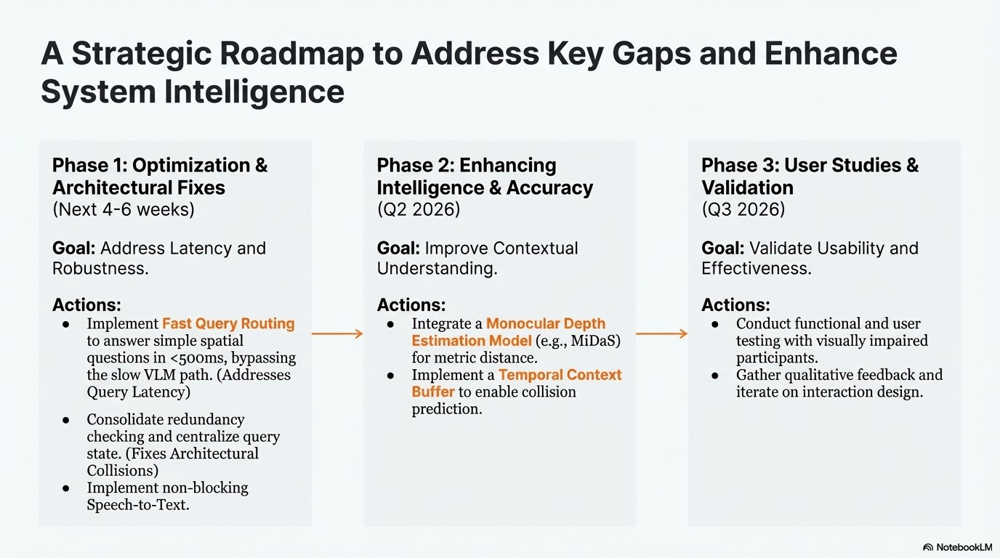 A Strategic Roadmap to Address Key Gaps and Enhance
System Intelligence
Phase 1: Optimization &
Architectural Fixes
(Next 4-6 weeks)
Goal: Address Latency and
Robustness.
Actions:
● Implement Fast Query Routing
to answer simple spatial
questions in <500ms, bypassing
the slow VLM path. (Addresses
Query Latency)
● Consolidate redundancy
checking and centralize query
state. (Fixes Architectural
Collisions)
● Implement non-blocking
Speech-to-Text.
Phase 2: Enhancing
Intelligence & Accuracy
(Q2 2026)
Goal: Improve Contextual
Understanding.
Actions:
● Integrate a Monocular Depth
Estimation Model (e.g., MiDaS)
for metric distance.
● Implement a Temporal Context
Buffer to enable collision
prediction.
Phase 3: User Studies &
Validation
(Q3 2026)
Goal: Validate Usability and
Effectiveness.
Actions:
● Conduct functional and user
testing with visually impaired
participants.
● Gather qualitative feedback and
iterate on interaction design.
NotebookLM